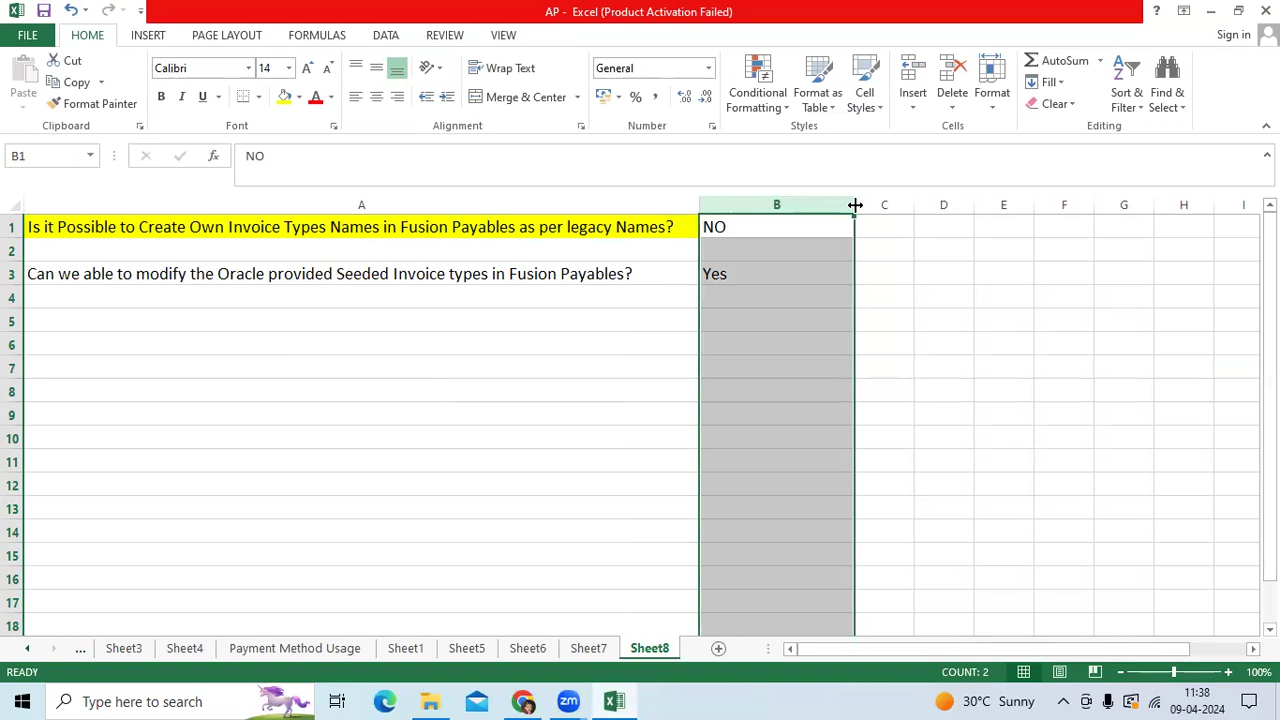 AP - Excel (Product Activation Failed)
?
FILE HOME INSERT PAGE LAYOUT FORMULAS DATA REVIEW VIEW Sign in
Paste
Cut
Copy
Format Painter
Clipboard
Calibri 14
B I U
Font
Wrap Text
Merge & Center
Alignment
General
%
Number
Conditional Formatting
Format as Table
Cell Styles
Styles
Insert
Delete
Format
Cells
AutoSum
Fill
Clear
Sort & Filter
Find & Select
Editing
B1
fx
NO
A B C D E F G H I
1 Is it Possible to Create Own Invoice Types Names in Fusion Payables as per legacy Names? NO
2
3 Can we able to modify the Oracle provided Seeded Invoice types in Fusion Payables? Yes
4
5
6
7
8
9
10
11
12
13
14
15
16
17
18
... Sheet3 Sheet4 Payment Method Usage Sheet1 Sheet5 Sheet6 Sheet7 Sheet8
READY COUNT: 2 100%
Type here to search
zm
30°C Sunny
11:38
09-04-2024